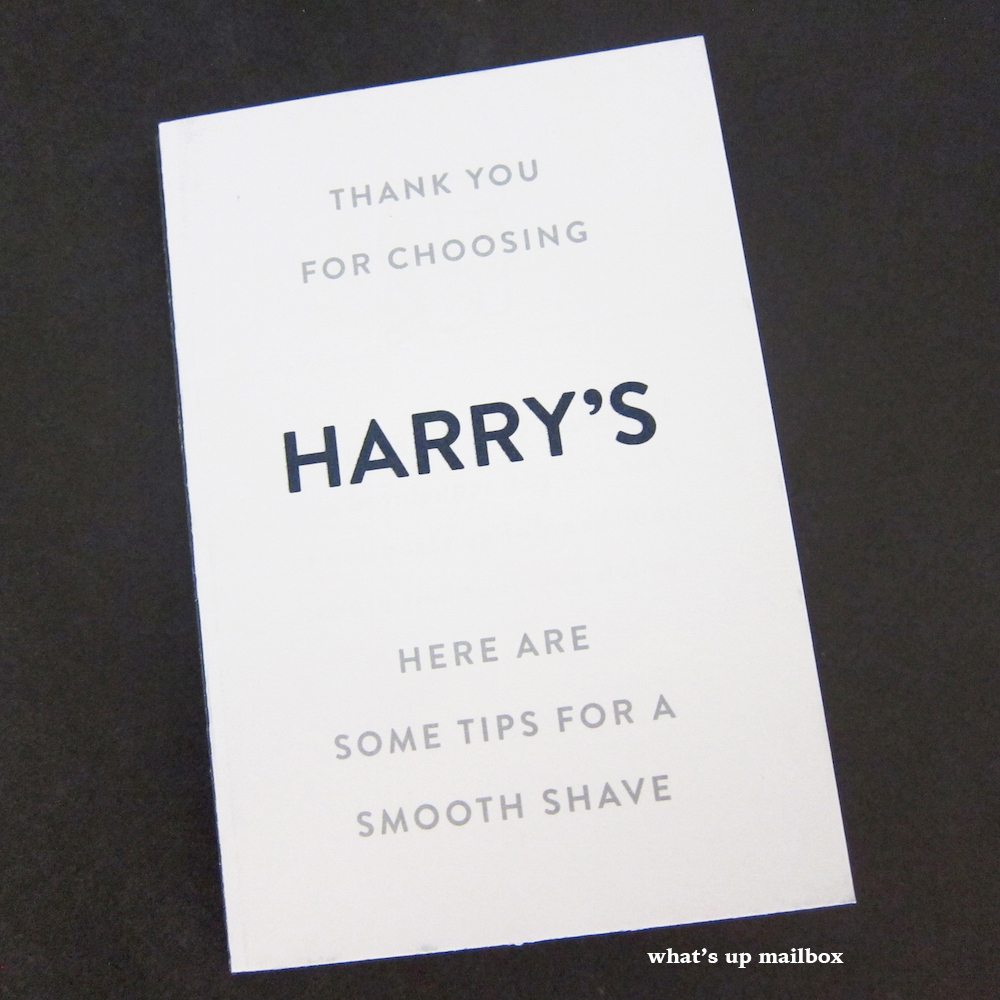 THANK YOU
FOR CHOOSING
HARRY’S
HERE ARE
SOME TIPS FOR A
SMOOTH SHAVE
what’s up mailbox